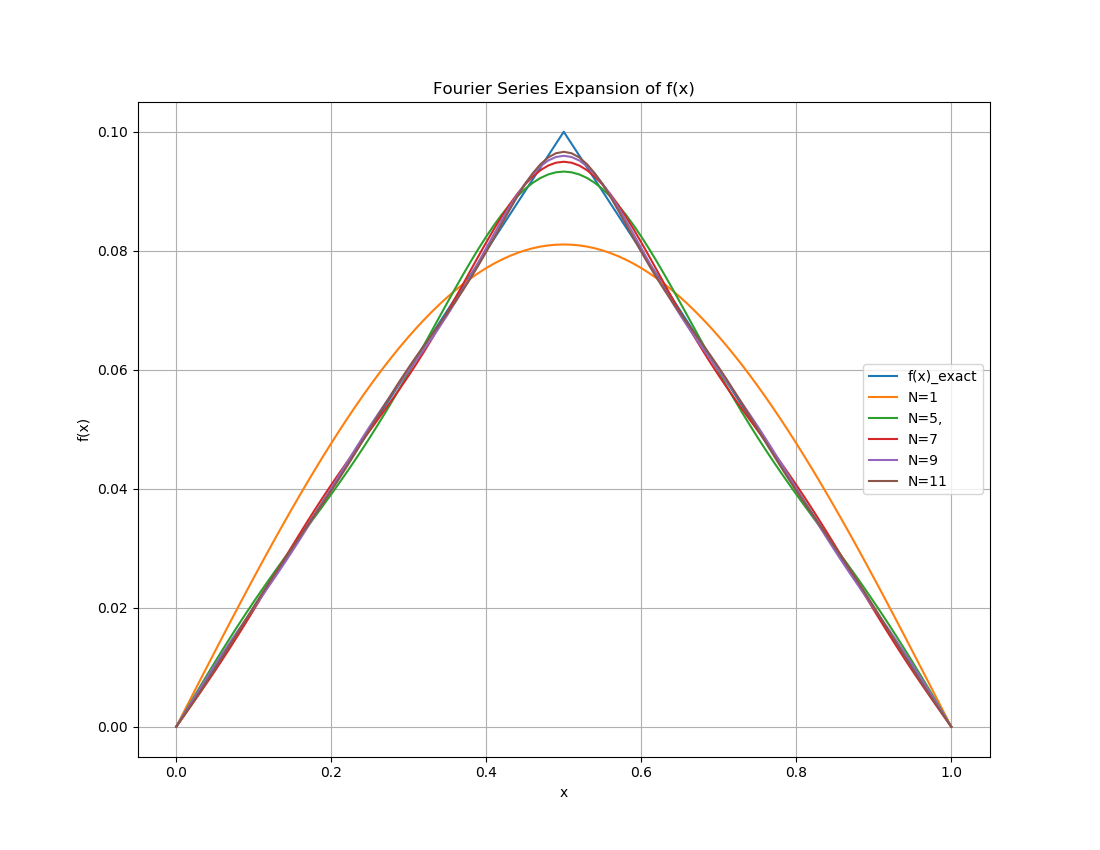 Fourier Series Expansion of f(x)
f(x)
0.10
0.08
0.06
0.04
0.02
0.00
f(x)_exact
N=1
N=5,
N=7
N=9
N=11
0.0 0.2 0.4 0.6 0.8 1.0
x